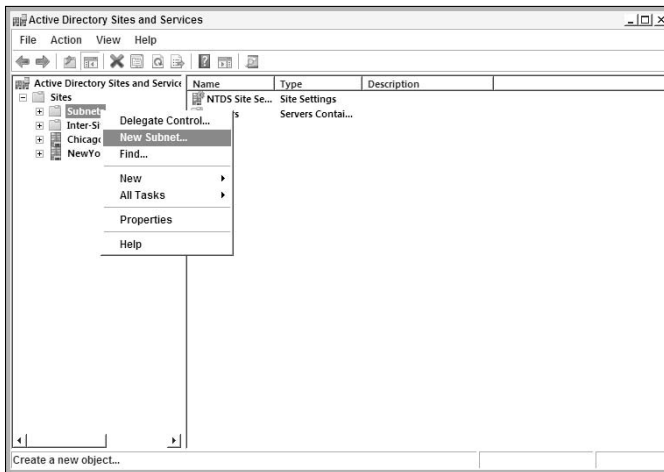 Active Directory Sites and Services
File Action View Help
Active Directory Sites and Service
Name Type Description
Sites
NTDS Site Se... Site Settings
Subnet
Servers Contai...
Inter-Si
Chicago
NewYo
Delegate Control...
New Subnet...
Find...
New
All Tasks
Properties
Help
Create a new object...